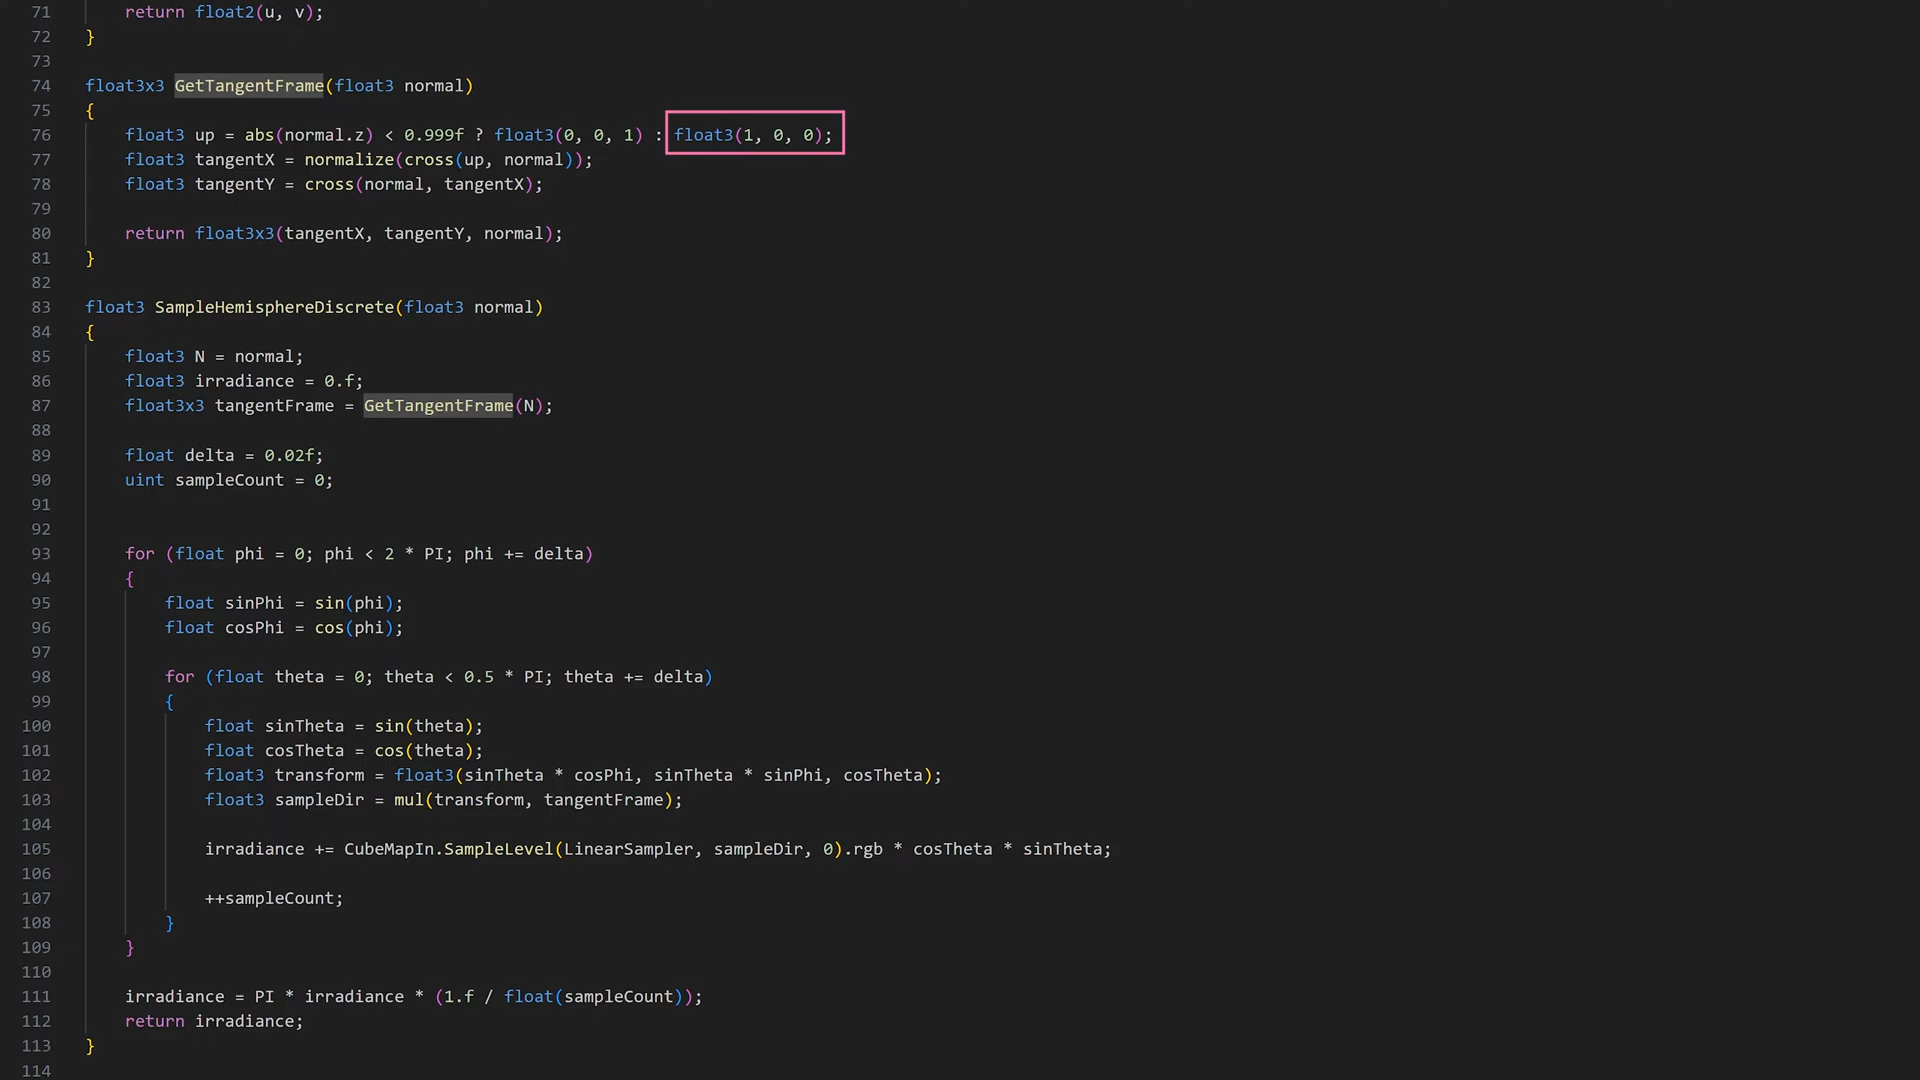 71 return float2(u, v);
72 }
73
74 float3x3 GetTangentFrame(float3 normal)
75 {
76 float3 up = abs(normal.z) < 0.999f ? float3(0, 0, 1) : float3(1, 0, 0);
77 float3 tangentX = normalize(cross(up, normal));
78 float3 tangentY = cross(normal, tangentX);
79
80 return float3x3(tangentX, tangentY, normal);
81 }
82
83 float3 SampleHemisphereDiscrete(float3 normal)
84 {
85 float3 N = normal;
86 float3 irradiance = 0.f;
87 float3x3 tangentFrame = GetTangentFrame(N);
88
89 float delta = 0.02f;
90 uint sampleCount = 0;
91
92
93 for (float phi = 0; phi < 2 * PI; phi += delta)
94 {
95 float sinPhi = sin(phi);
96 float cosPhi = cos(phi);
97
98 for (float theta = 0; theta < 0.5 * PI; theta += delta)
99 {
100 float sinTheta = sin(theta);
101 float cosTheta = cos(theta);
102 float3 transform = float3(sinTheta * cosPhi, sinTheta * sinPhi, cosTheta);
103 float3 sampleDir = mul(transform, tangentFrame);
104
105 irradiance += CubeMapIn.SampleLevel(LinearSampler, sampleDir, 0).rgb * cosTheta * sinTheta;
106
107 ++sampleCount;
108 }
109 }
110
111 irradiance = PI * irradiance * (1.f / float(sampleCount));
112 return irradiance;
113 }
114